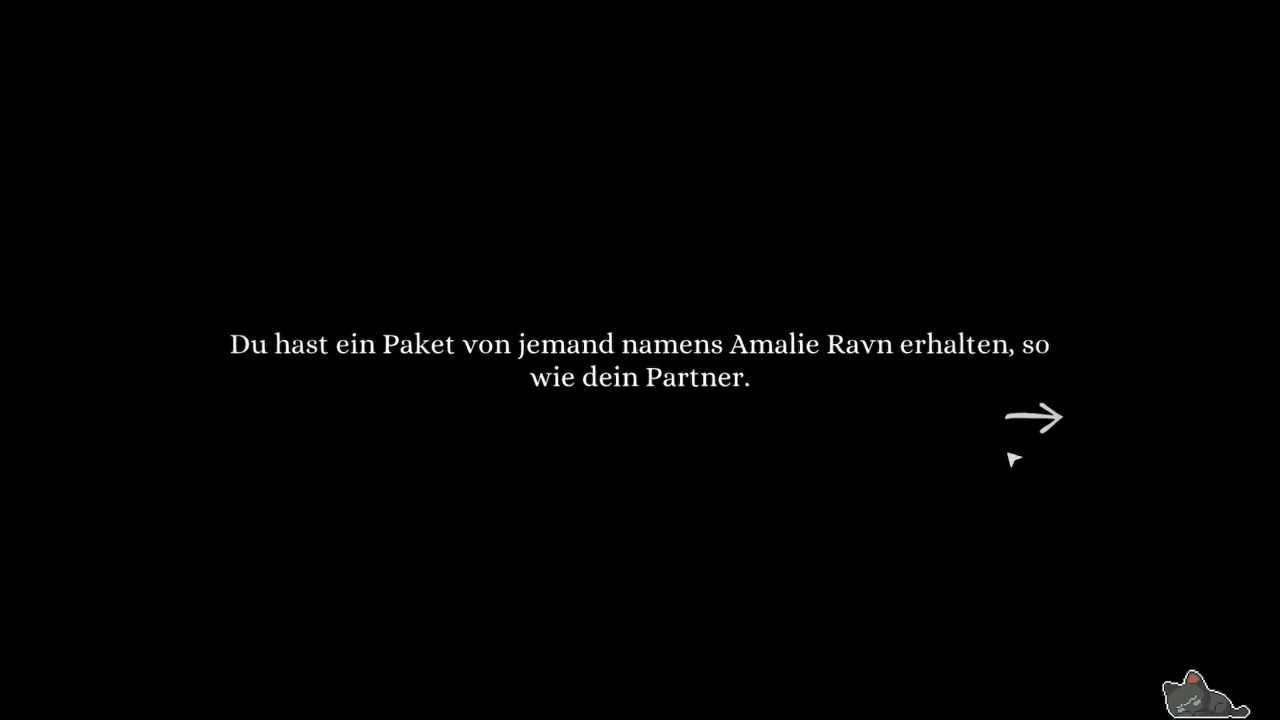 Du hast ein Paket von jemand namens Amalie Ravn erhalten, so
wie dein Partner.